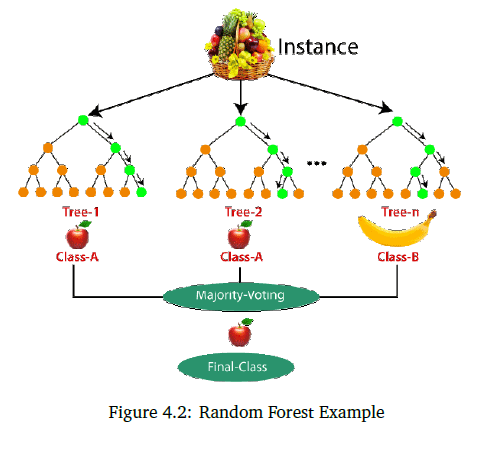 Instance
...
Tree-1 Tree-2 Tree-n
Class-A Class-A Class-B
Majority-Voting
Final-Class
Figure 4.2: Random Forest Example